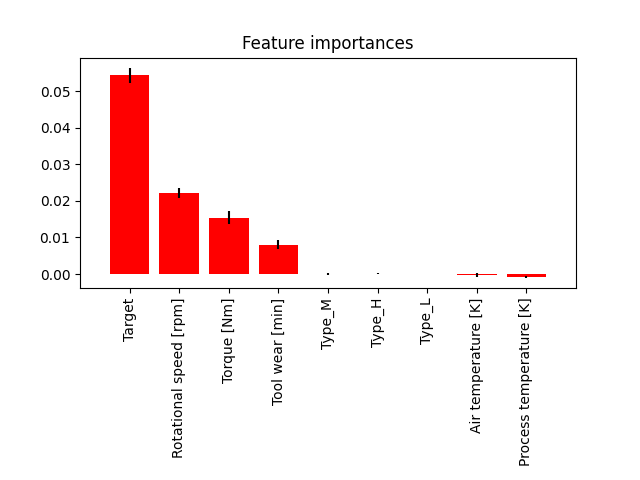 Feature importances
0.05
0.04
0.03
0.02
0.01
0.00
Target
Rotational speed [rpm]
Torque [Nm]
Tool wear [min]
Type_M
Type_H
Type_L
Air temperature [K]
Process temperature [K]